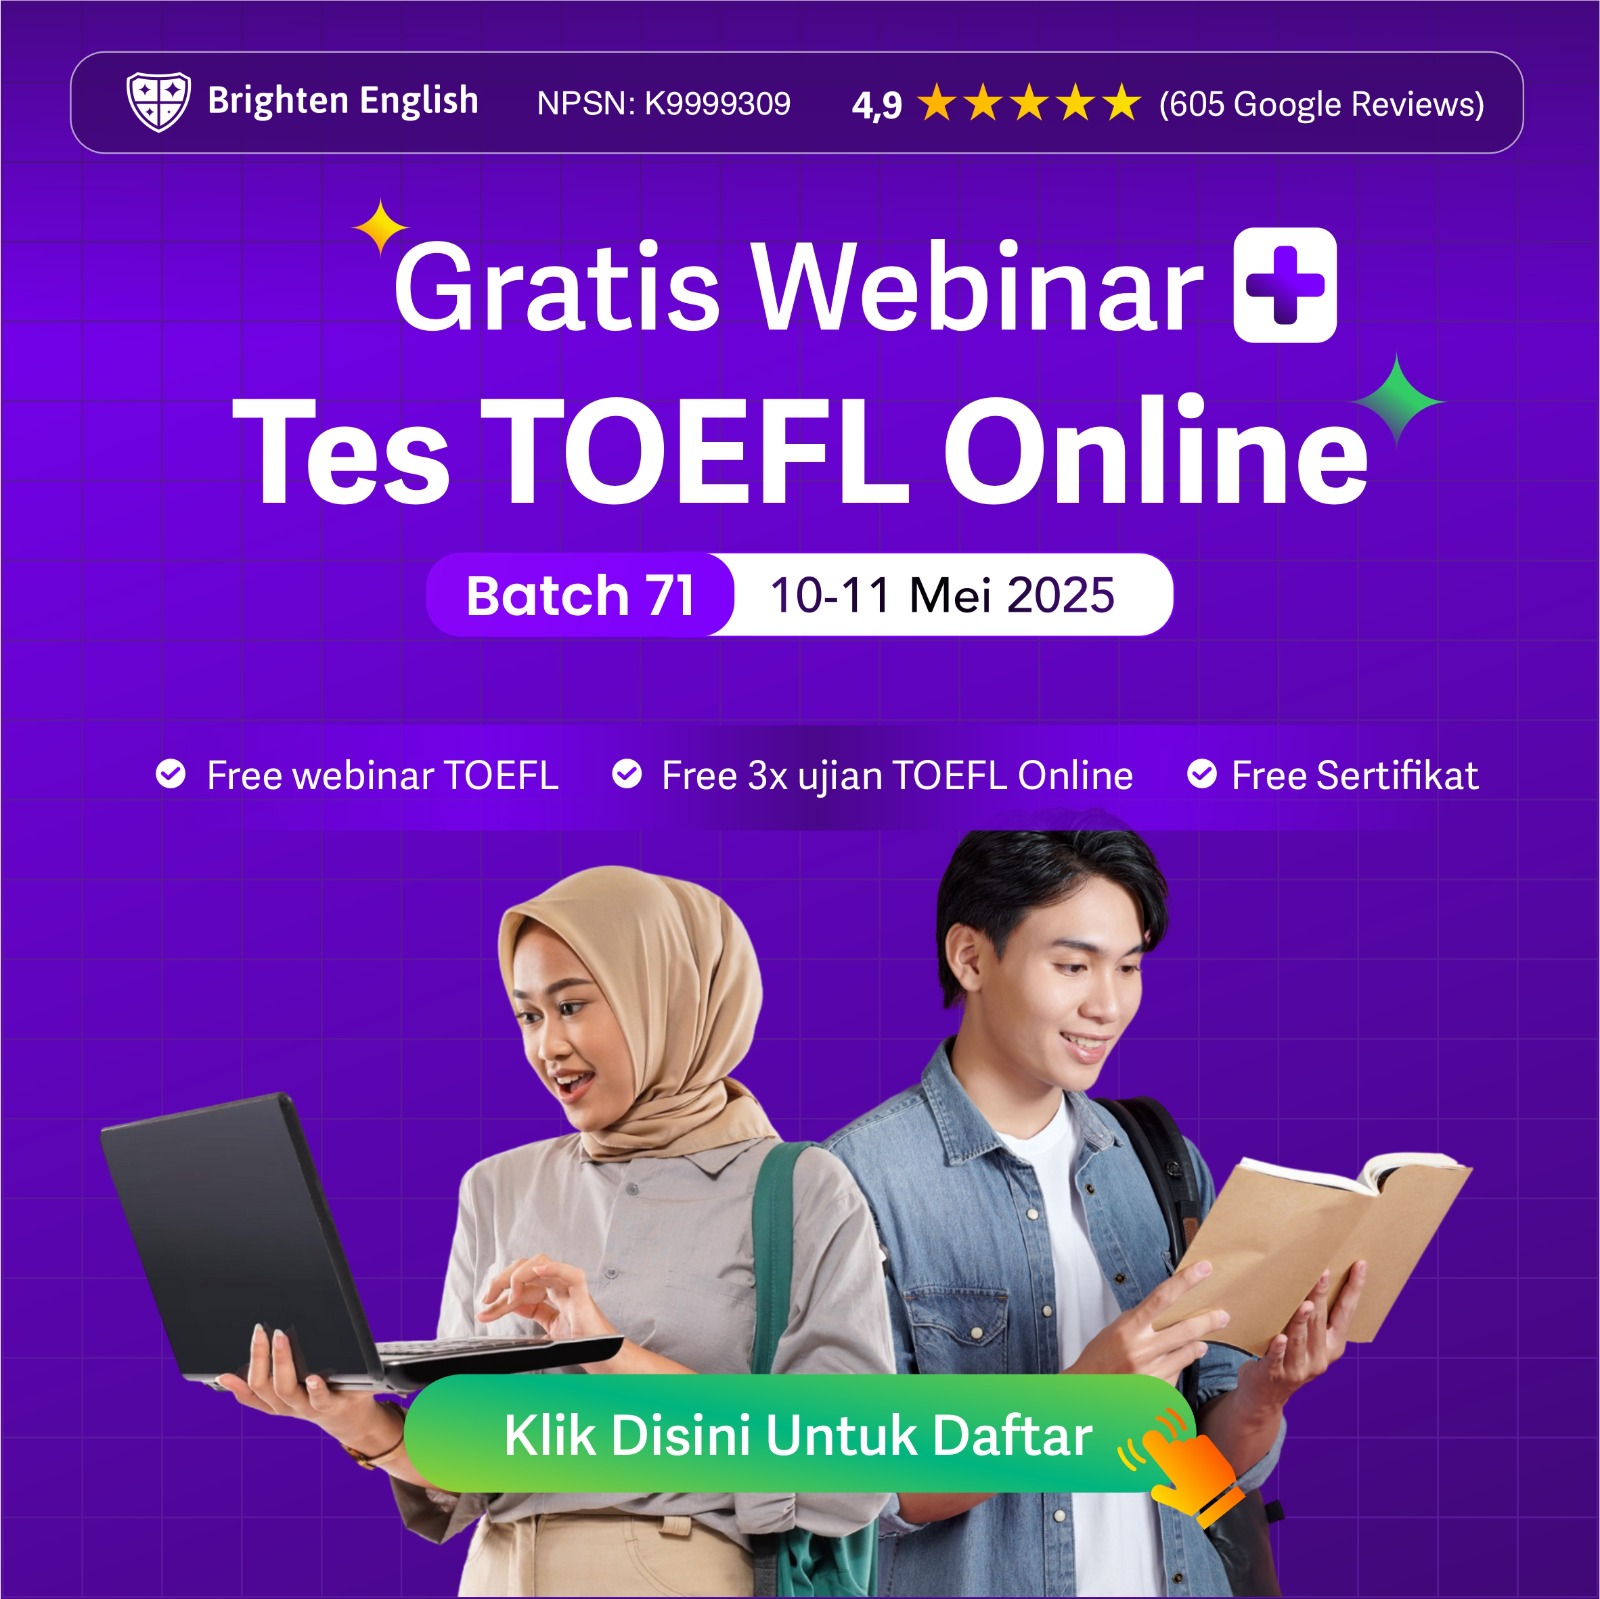 Brighten English NPSN: K9999309 4,9 (605 Google Reviews)
Gratis Webinar
Tes TOEFL Online
Batch 71 10-11 Mei 2025
Free webinar TOEFL Free 3x ujian TOEFL Online Free Sertifikat
Klik Disini Untuk Daftar